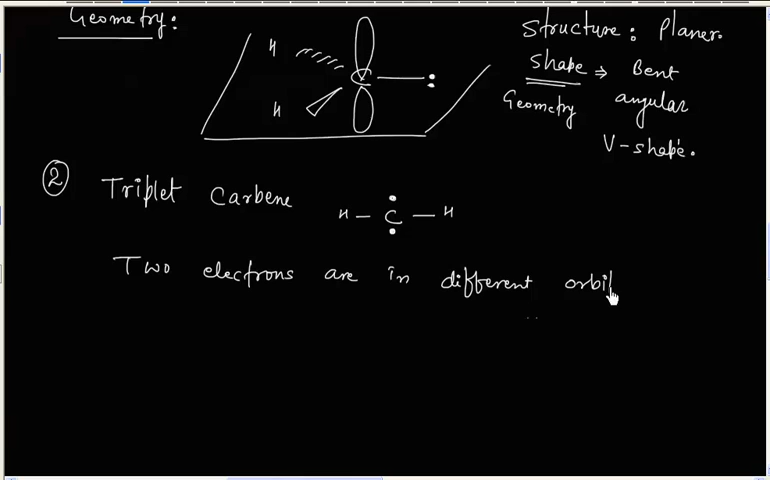 Geometry:
Structure: Planer.
Shape ⇒ Bent
Geometry angular
V-shape.
H
C :
H
② Triplet Carbene H – C – H
Two electrons are in different orbi